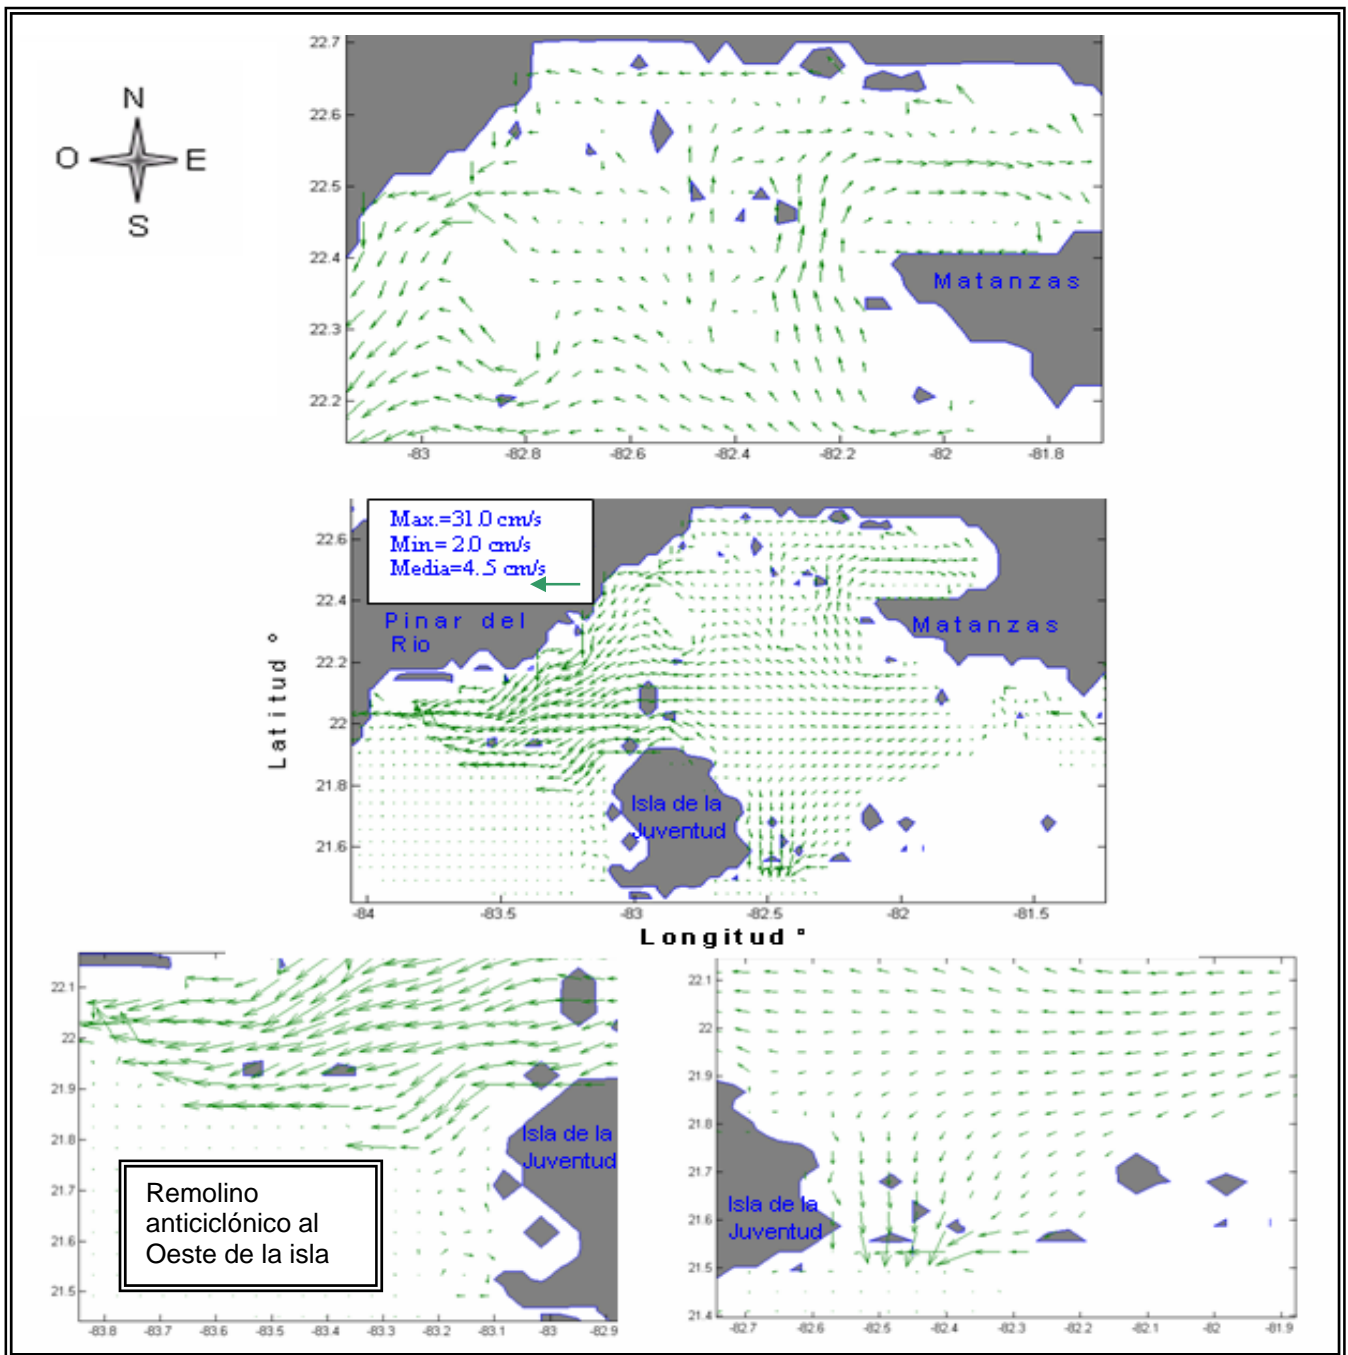 N
O E
S
22.7
22.6
22.5
22.4
22.3
22.2
Matanzas
-83 -82.8 -82.6 -82.4 -82.2 -82 -81.8
Max.=31.0 cm/s
Min.= 2.0 cm/s
Media=4.5 cm/s
Pinar del
Rio
Matanzas
Isla de la
Juventud
22.6
22.4
22.2
22
21.8
21.6
Latitud °
-84 -83.5 -83 -82.5 -82 -81.5
Longitud °
22.1
22
21.9
21.8
21.7
21.6
21.5
Isla de la
Juventud
Remolino
anticiclónico al
Oeste de la isla
-83.8 -83.7 -83.6 -83.5 -83.4 -83.3 -83.2 -83.1 -83 -82.9
22.1
22
21.9
21.8
21.7
21.6
21.5
21.4
Isla de la
Juventud
-82.7 -82.6 -82.5 -82.4 -82.3 -82.2 -82.1 -82 -81.9